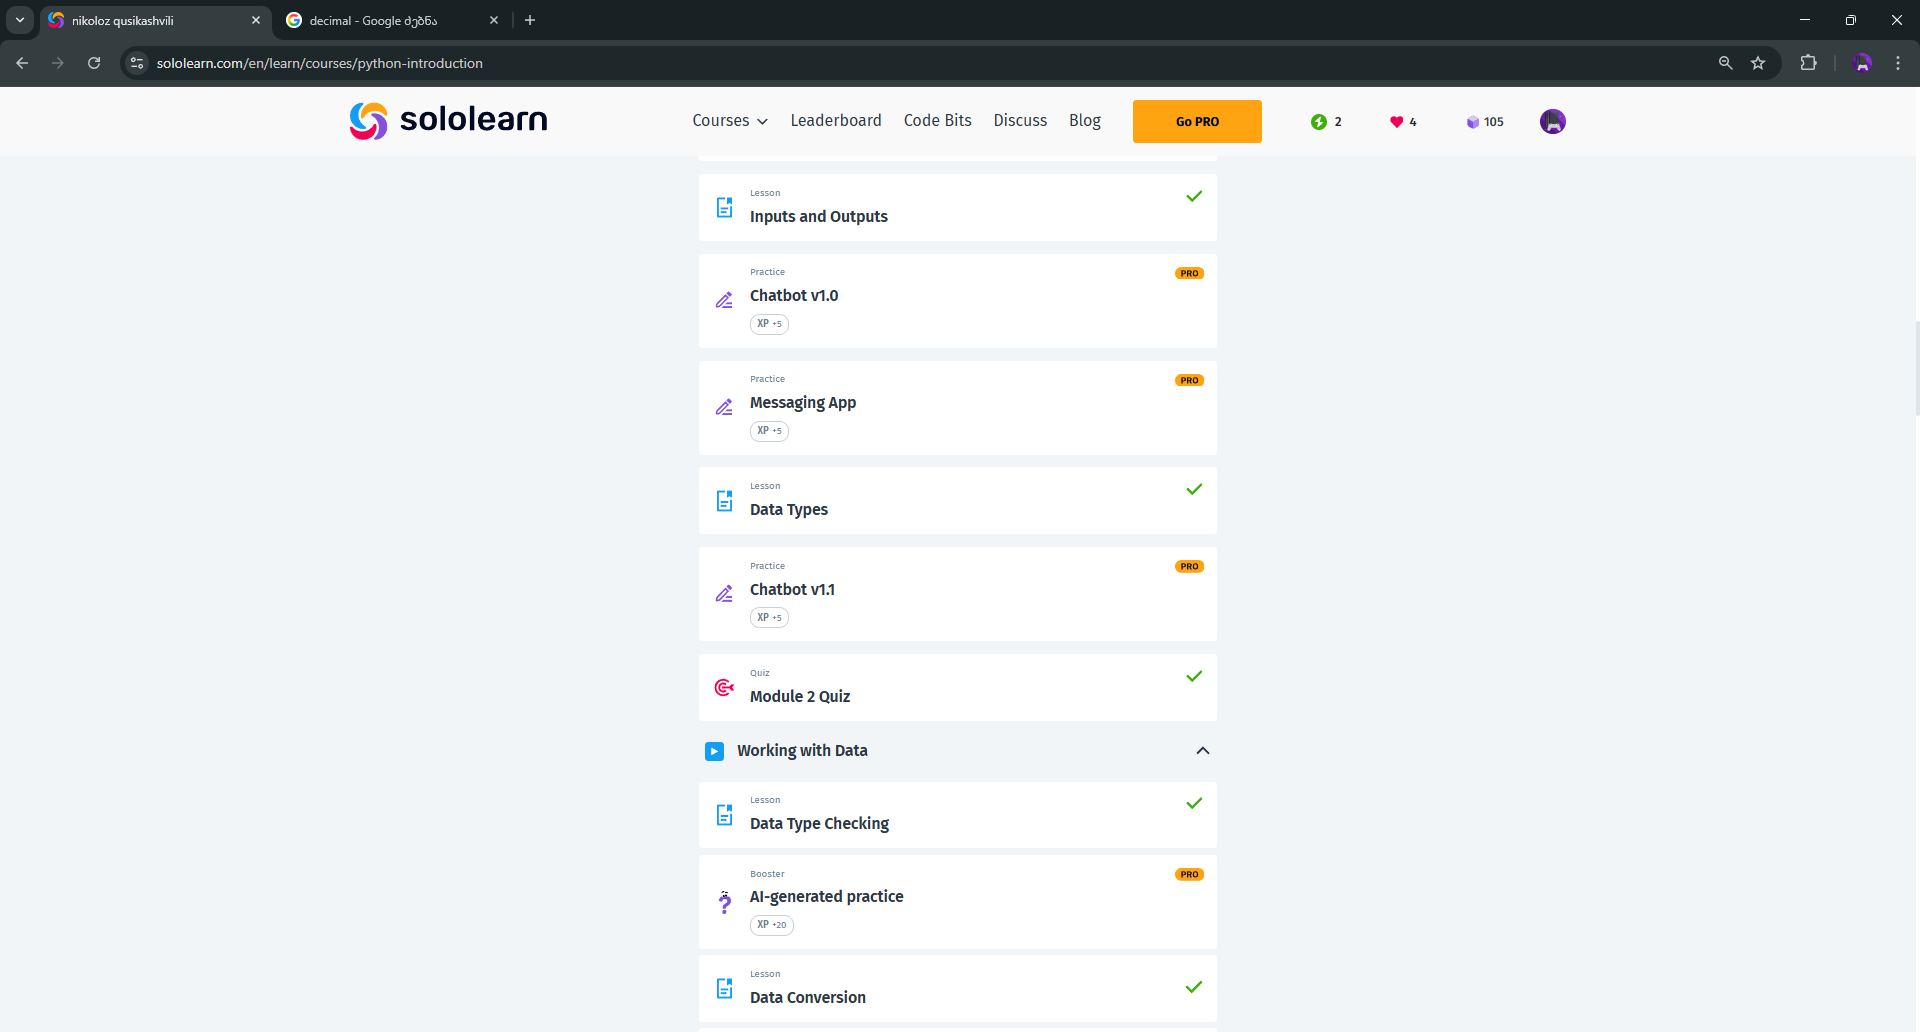 nikoloz qusikashvili
decimal - Google ძებნა
sololearn.com/en/learn/courses/python-introduction
sololearn
Courses
Leaderboard
Code Bits
Discuss
Blog
Go PRO
2
4
105
Lesson
Inputs and Outputs
Practice
PRO
Chatbot v1.0
XP +5
Practice
PRO
Messaging App
XP +5
Lesson
Data Types
Practice
PRO
Chatbot v1.1
XP +5
Quiz
Module 2 Quiz
Working with Data
Lesson
Data Type Checking
Booster
PRO
AI-generated practice
XP +20
Lesson
Data Conversion